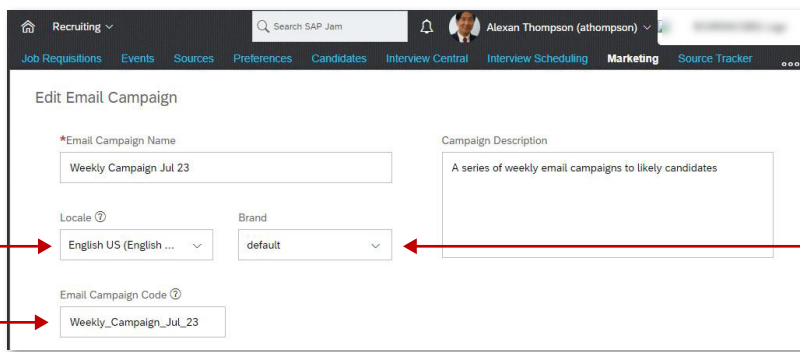 Recruiting
Search SAP Jam
Alexan Thompson (athompson)
Job Requisitions Events Sources Preferences Candidates Interview Central Interview Scheduling Marketing Source Tracker ooo
Edit Email Campaign
*Email Campaign Name
Weekly Campaign Jul 23
Campaign Description
A series of weekly email campaigns to likely candidates
Locale ?
Brand
English US (English ...
default
Email Campaign Code ?
Weekly_Campaign_Jul_23